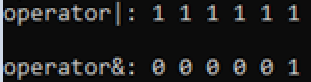 operator|: 1 1 1 1 1 1
operator&: 0 0 0 0 0 1